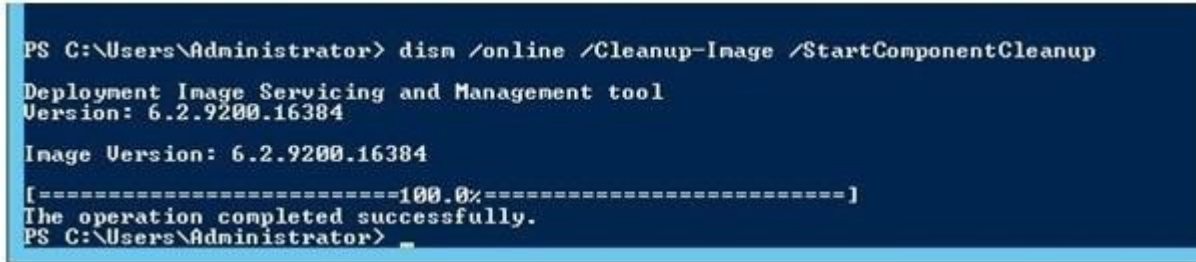 PS C:\Users\Administrator> dism /online /Cleanup-Image /StartComponentCleanup
Deployment Image Servicing and Management tool
Version: 6.2.9200.16384
Image Version: 6.2.9200.16384
[==========================100.0%==========================]
The operation completed successfully.
PS C:\Users\Administrator> _